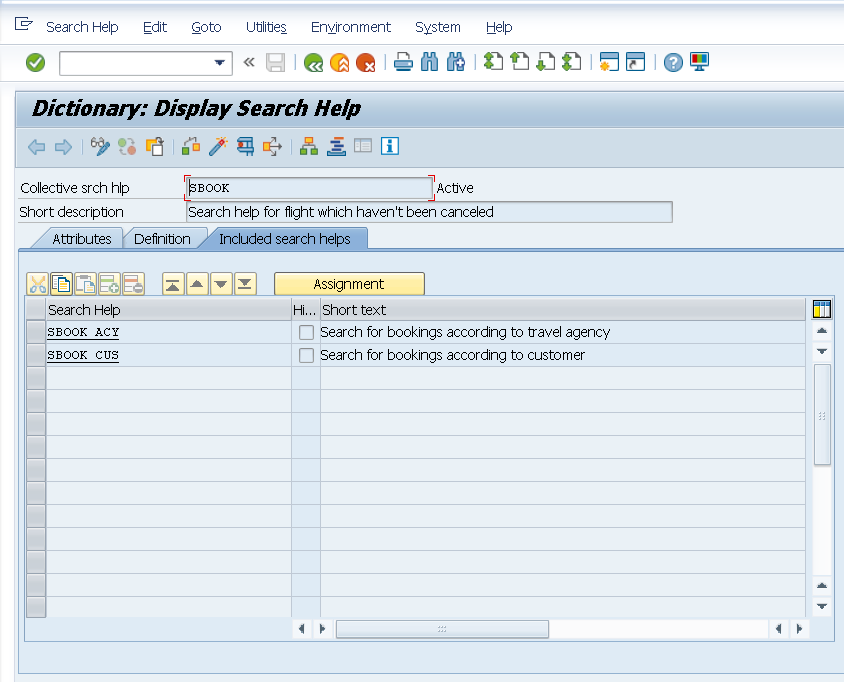 Search Help Edit Goto Utilities Environment System Help
Dictionary: Display Search Help
Collective srch hlp SBOOK Active
Short description Search help for flight which haven't been canceled
Attributes Definition Included search helps
Assignment
Search Help Hi... Short text
SBOOK_ACY Search for bookings according to travel agency
SBOOK_CUS Search for bookings according to customer